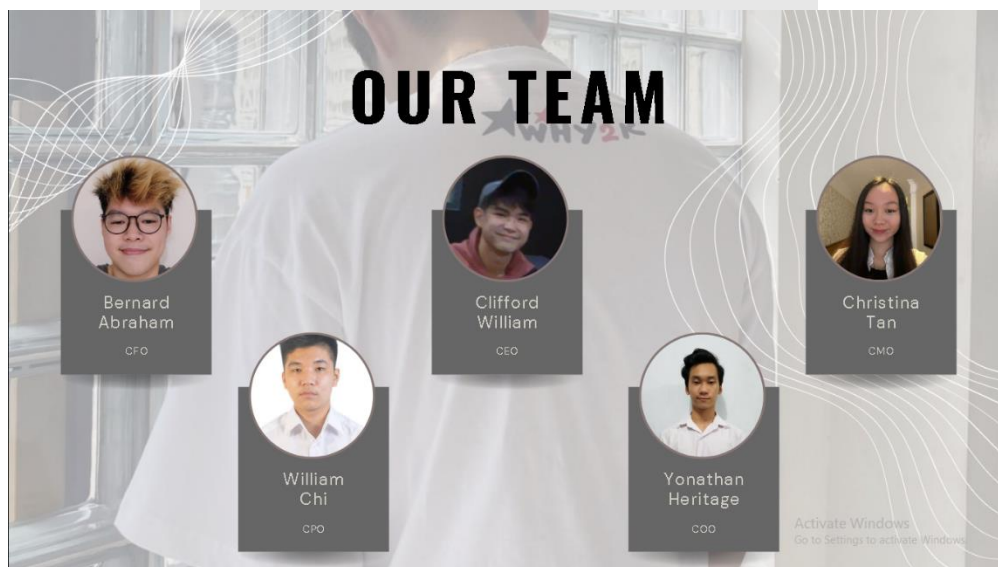 OUR TEAM
WHY2K
Bernard
Abraham
CFO
Clifford
William
CEO
Christina
Tan
CMO
William
Chi
CPO
Yonathan
Heritage
COO
Activate Windows
Go to Settings to activate Windows.